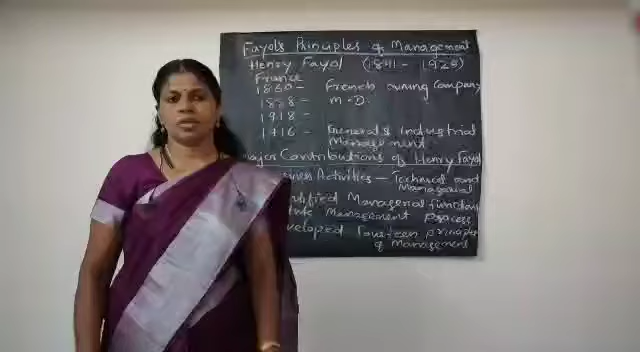 Fayol's Principles of Management
Henry Fayol (1841 - 1925)
France
1860 - French mining Company
1888 - M.D.
1918 -
1916 - General & Industrial
Management
Major Contributions of Henry Fayol
Activities - Technical and
Managerial
Managerial functions
Management Process
developed fourteen principles
of Management